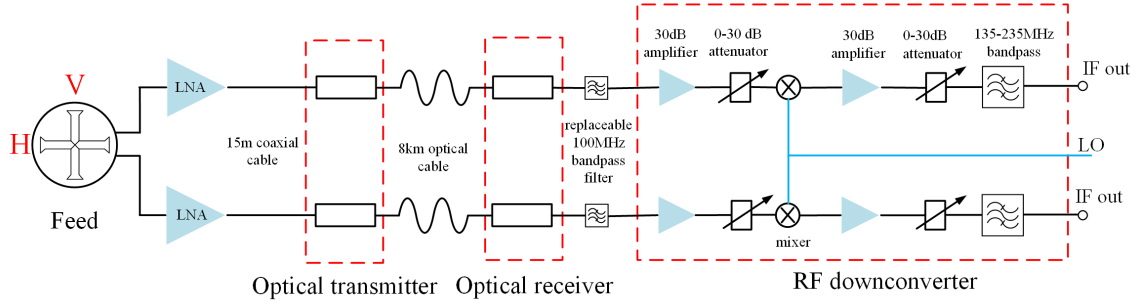 V
H
Feed
LNA
LNA
15m coaxial
cable
Optical transmitter
8km optical
cable
Optical receiver
replaceable
100MHz
bandpass
filter
30dB
amplifier
0-30 dB
attenuator
30dB
amplifier
0-30dB
attenuator
135-235MHz
bandpass
IF out
LO
IF out
mixer
RF downconverter